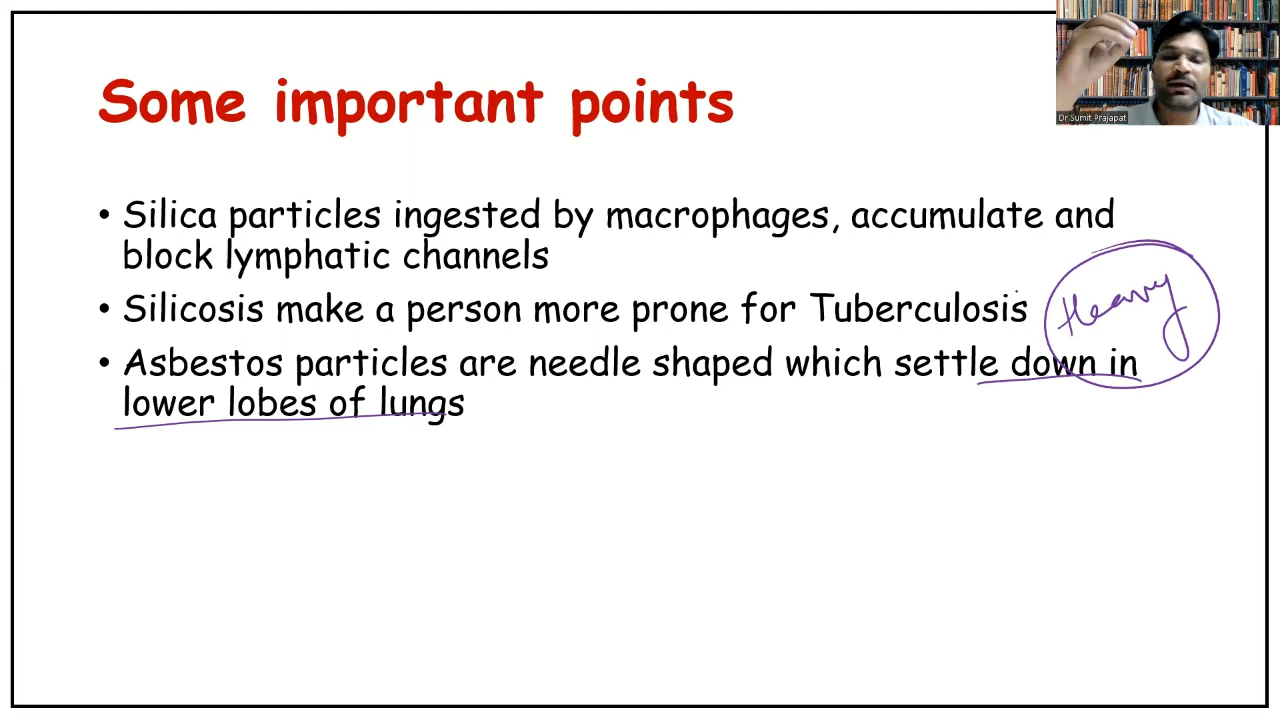 Some important points
Dr Sumit Prajapat
• Silica particles ingested by macrophages, accumulate and
block lymphatic channels
• Silicosis make a person more prone for Tuberculosis
Heavy
• Asbestos particles are needle shaped which settle down in
lower lobes of lungs